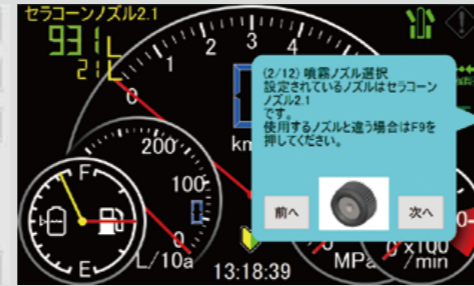 セラコーンノズル2.1
931L
21L
0
1
2
3
4
km
(2/12) 噴霧ノズル選択
設定されているノズルはセラコーン
ノズル2.1
です。
使用するノズルと違う場合はF9を
押してください。
前へ
次へ
200
100
0
0
L/10a
F
E
F
E
13:18:39
MPa
0
x100
/min